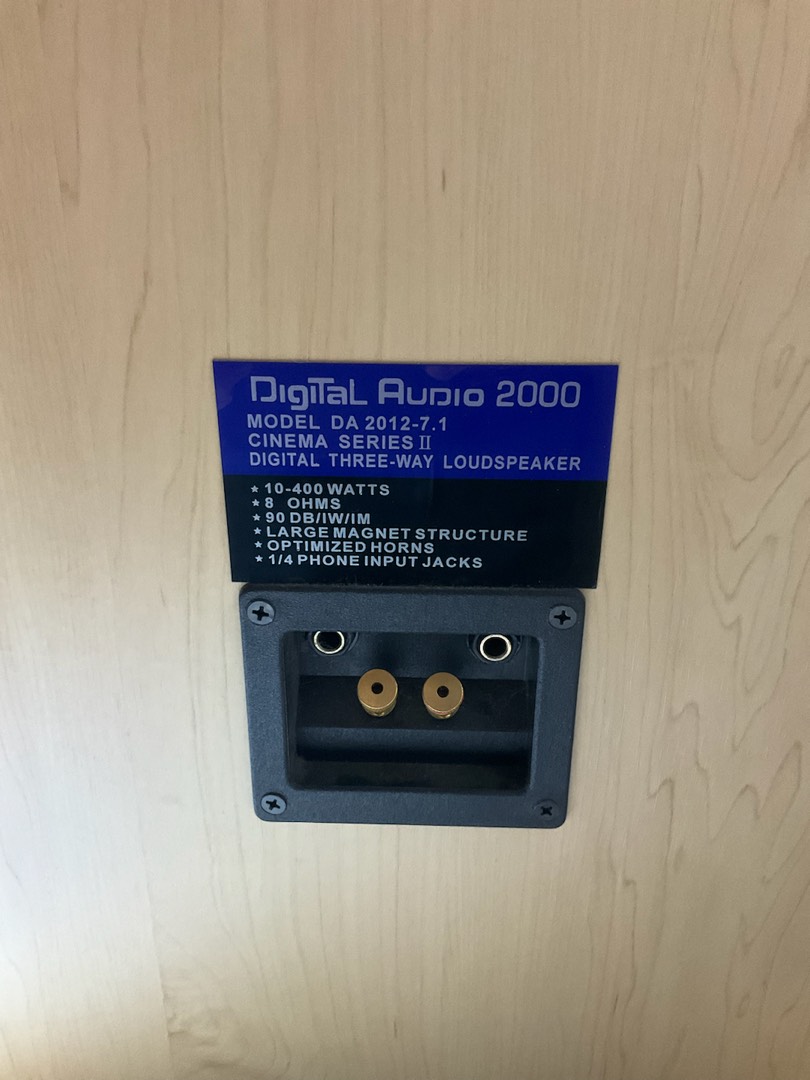 DigiTaL AUDIO 2000
MODEL DA 2012-7.1
CINEMA SERIES II
DIGITAL THREE-WAY LOUDSPEAKER
* 10-400 WATTS
* 8 OHMS
* 90 DB/IW/IM
* LARGE MAGNET STRUCTURE
* OPTIMIZED HORNS
* 1/4 PHONE INPUT JACKS